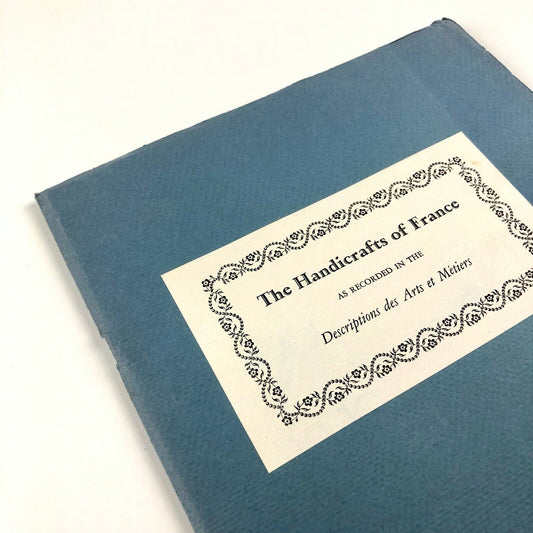 The Handicrafts of France
AS RECORDED IN THE
Descriptions des Arts et Métiers